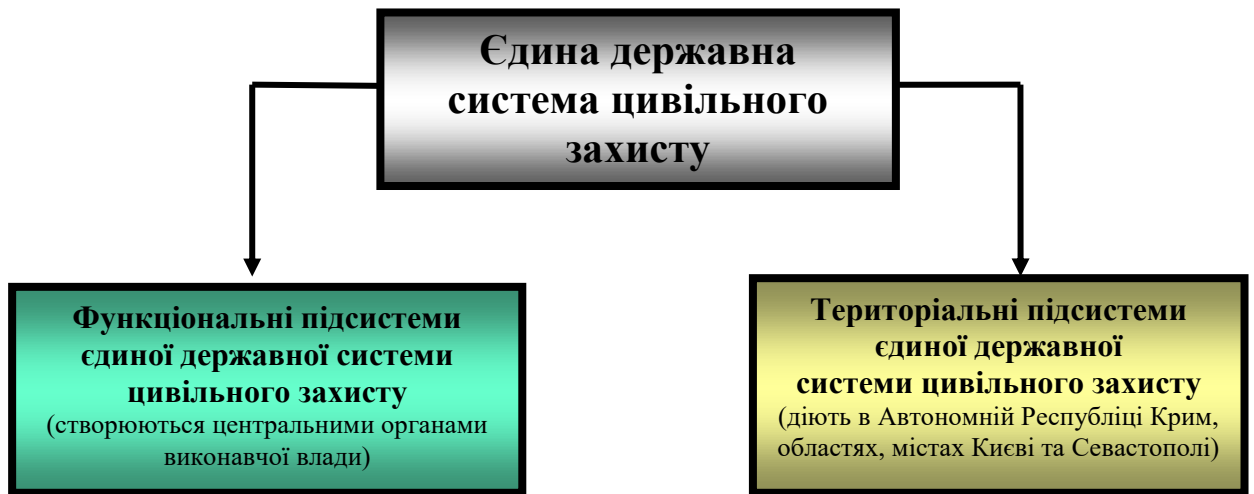 Єдина державна
система цивільного
захисту
Функціональні підсистеми
єдиної державної системи
цивільного захисту
(створюються центральними органами
виконавчої влади)
Територіальні підсистеми
єдиної державної
системи цивільного захисту
(діють в Автономній Республіці Крим,
областях, містах Києві та Севастополі)